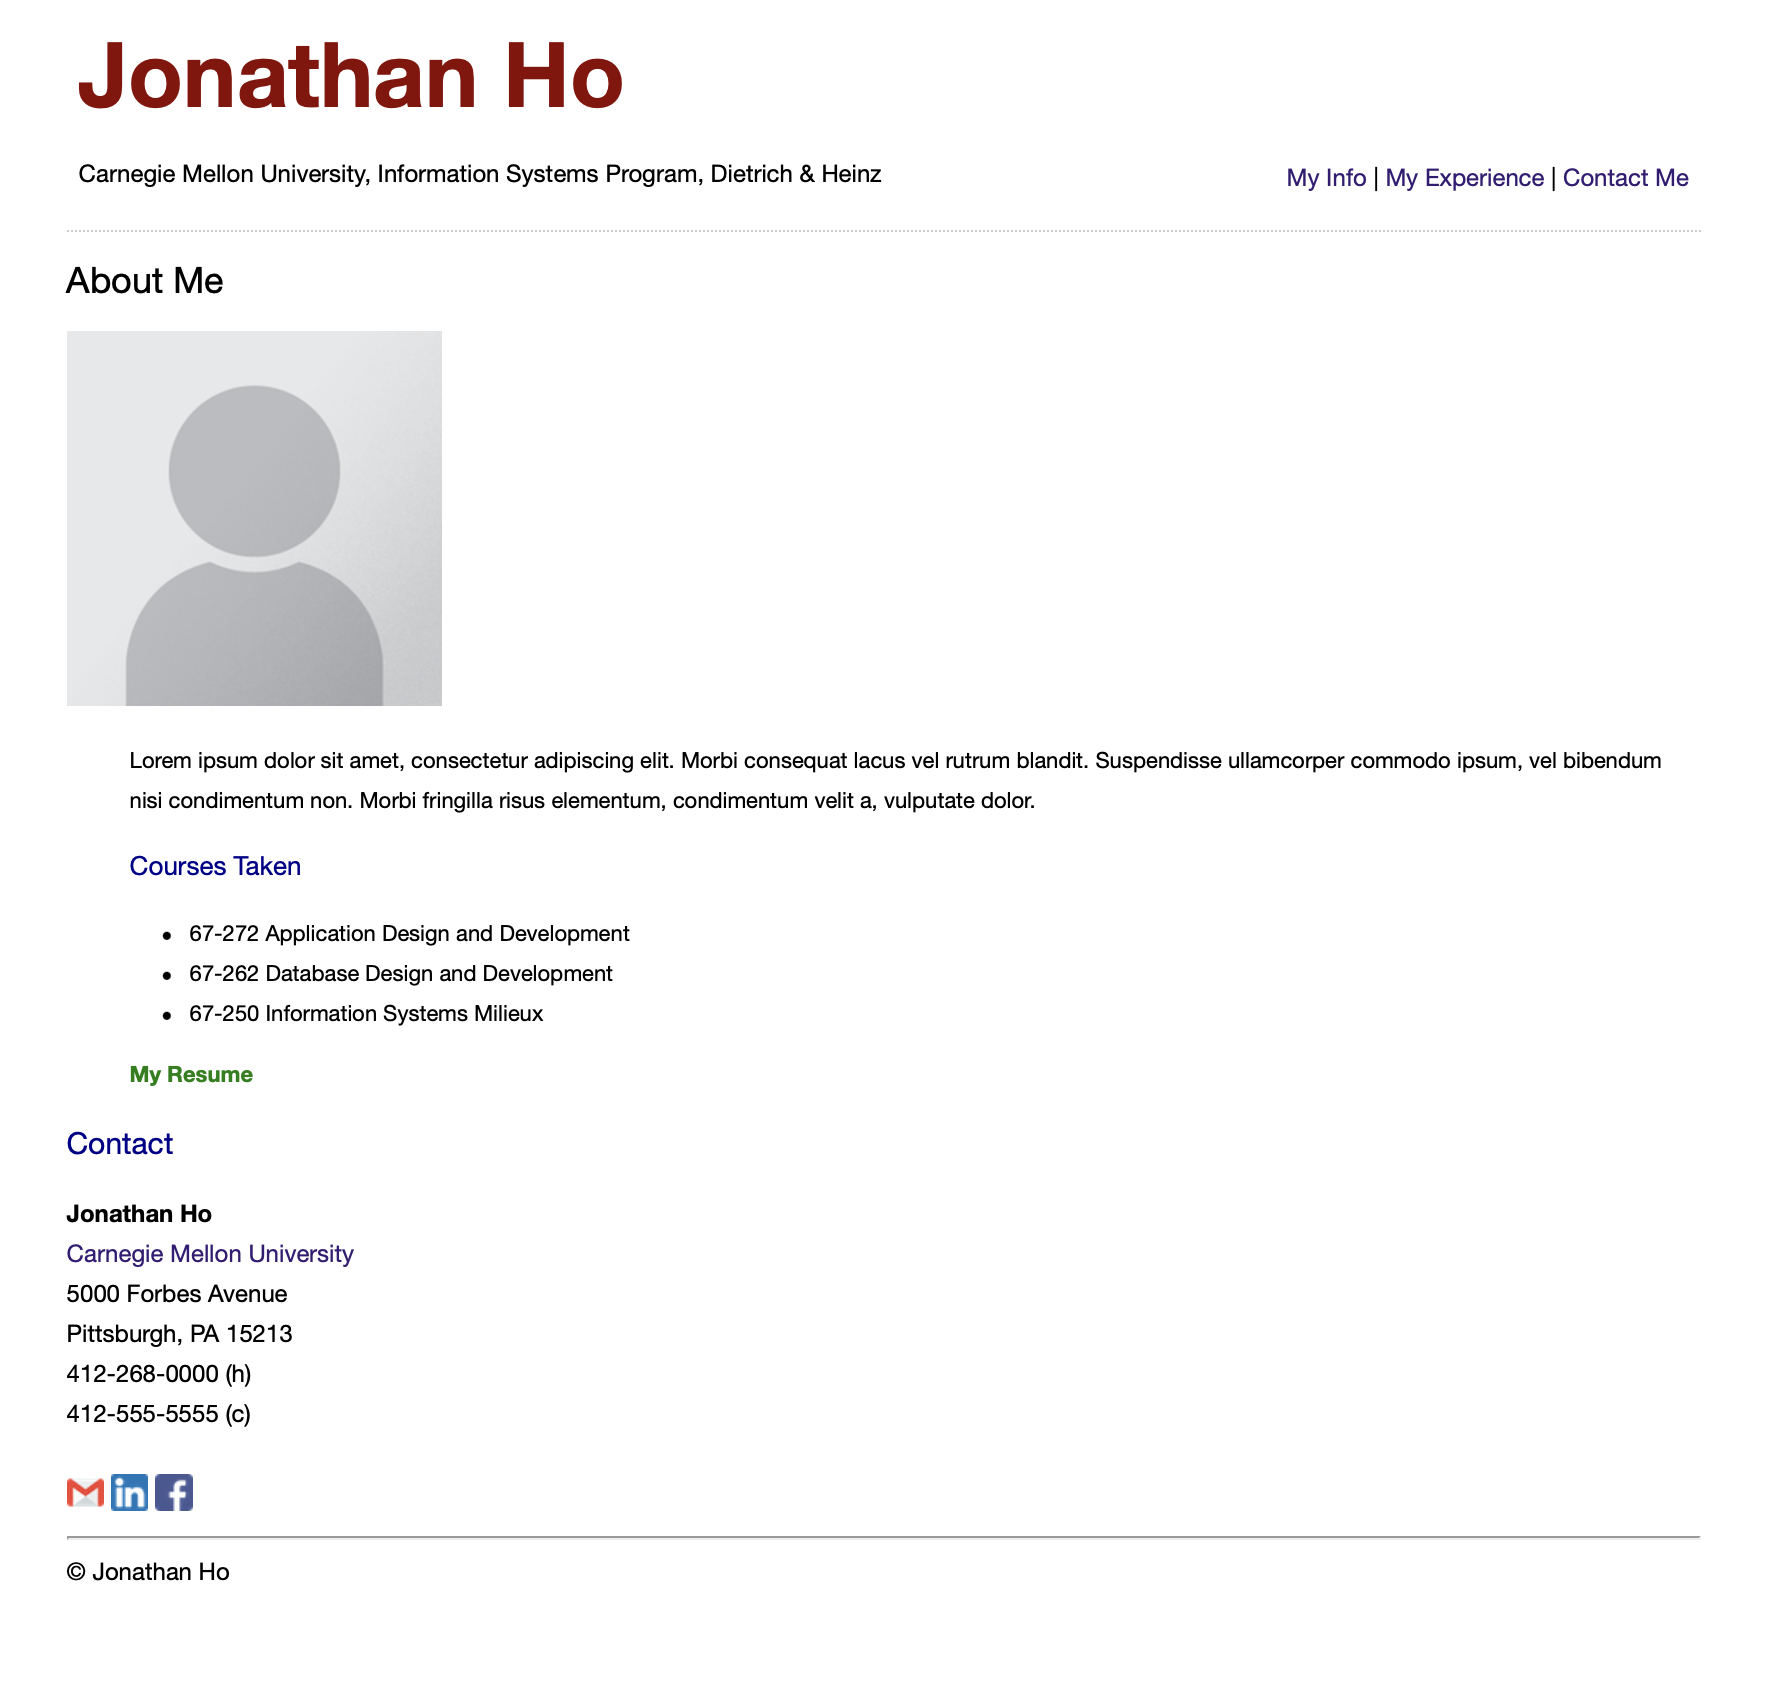 Jonathan Ho
Carnegie Mellon University, Information Systems Program, Dietrich & Heinz
My Info | My Experience | Contact Me
About Me
Lorem ipsum dolor sit amet, consectetur adipiscing elit. Morbi consequat lacus vel rutrum blandit. Suspendisse ullamcorper commodo ipsum, vel bibendum
nisi condimentum non. Morbi fringilla risus elementum, condimentum velit a, vulputate dolor.
Courses Taken
• 67-272 Application Design and Development
• 67-262 Database Design and Development
• 67-250 Information Systems Milieux
My Resume
Contact
Jonathan Ho
Carnegie Mellon University
5000 Forbes Avenue
Pittsburgh, PA 15213
412-268-0000 (h)
412-555-5555 (c)
M in f
© Jonathan Ho